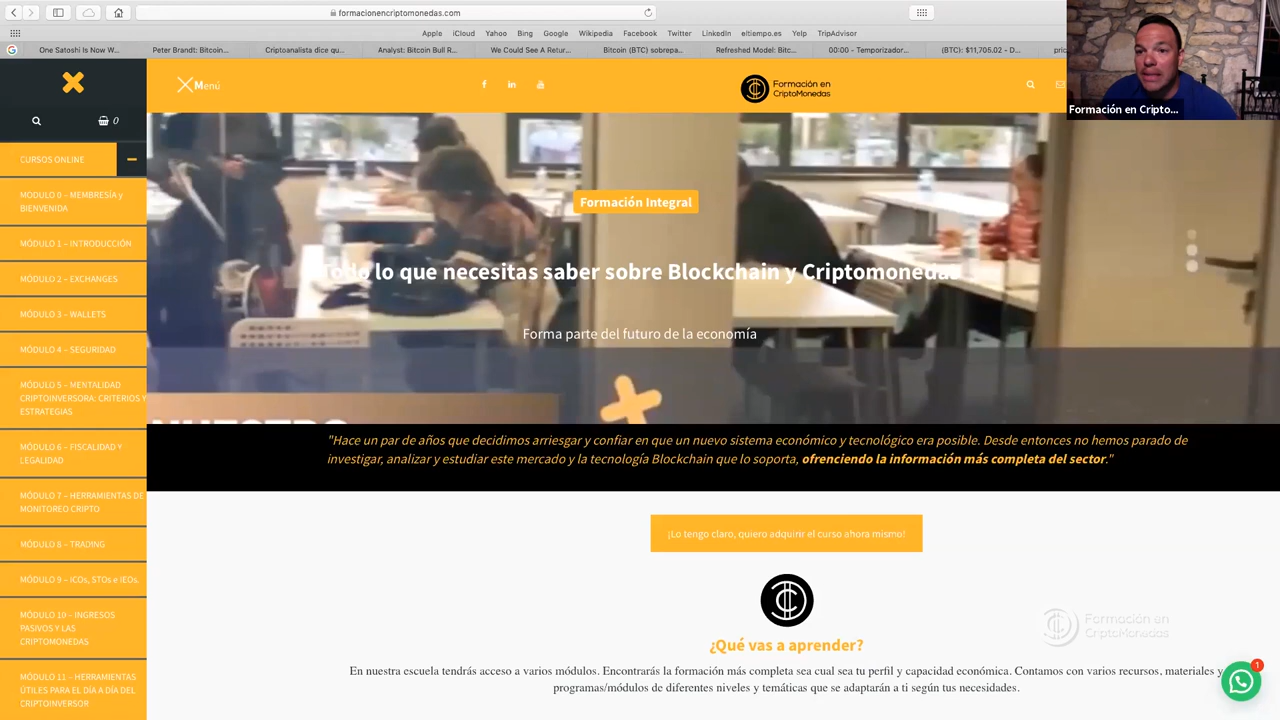 formacionencriptomonedas.com
Apple iCloud Yahoo Bing Google Wikipedia Facebook Twitter LinkedIn eltiempo.es Yelp TripAdvisor
One Satoshi Is Now W... Peter Brandt: Bitcoin... Criptoanalista dice qu... Analyst: Bitcoin Bull R... We Could See A Retur... Bitcoin (BTC) sobrepa... Refreshed Model: Bitc... 00:00 - Temporizador... (BTC): $11,705.02 - D...
Formación en Cripto...
Menú
Formación en
CriptoMonedas
0
CURSOS ONLINE
MÓDULO 0 – MEMBRESÍA y
BIENVENIDA
MÓDULO 1 – INTRODUCCIÓN
MÓDULO 2 – EXCHANGES
MÓDULO 3 – WALLETS
MÓDULO 4 – SEGURIDAD
MÓDULO 5 – MENTALIDAD
CRIPTOINVERSORA: CRITERIOS Y
ESTRATEGIAS
MÓDULO 6 – FISCALIDAD Y
LEGALIDAD
MÓDULO 7 – HERRAMIENTAS DE
MONITOREO CRIPTO
MÓDULO 8 – TRADING
MÓDULO 9 – ICOs, STOs e IEOs.
MÓDULO 10 – INGRESOS
PASIVOS Y LAS
CRIPTOMONEDAS
MÓDULO 11 – HERRAMIENTAS
ÚTILES PARA EL DÍA A DÍA DEL
CRIPTOINVERSOR
Formación Integral
Todo lo que necesitas saber sobre Blockchain y Criptomonedas
Forma parte del futuro de la economía
"Hace un par de años que decidimos arriesgar y confiar en que un nuevo sistema económico y tecnológico era posible. Desde entonces no hemos parado de
investigar, analizar y estudiar este mercado y la tecnología Blockchain que lo soporta, ofrenciendo la información más completa del sector."
¡Lo tengo claro, quiero adquirir el curso ahora mismo!
¿Qué vas a aprender?
Formación en
CriptoMonedas
En nuestra escuela tendrás acceso a varios módulos. Encontrarás la formación más completa sea cual sea tu perfil y capacidad económica. Contamos con varios recursos, materiales y
programas/módulos de diferentes niveles y temáticas que se adaptarán a ti según tus necesidades.
1